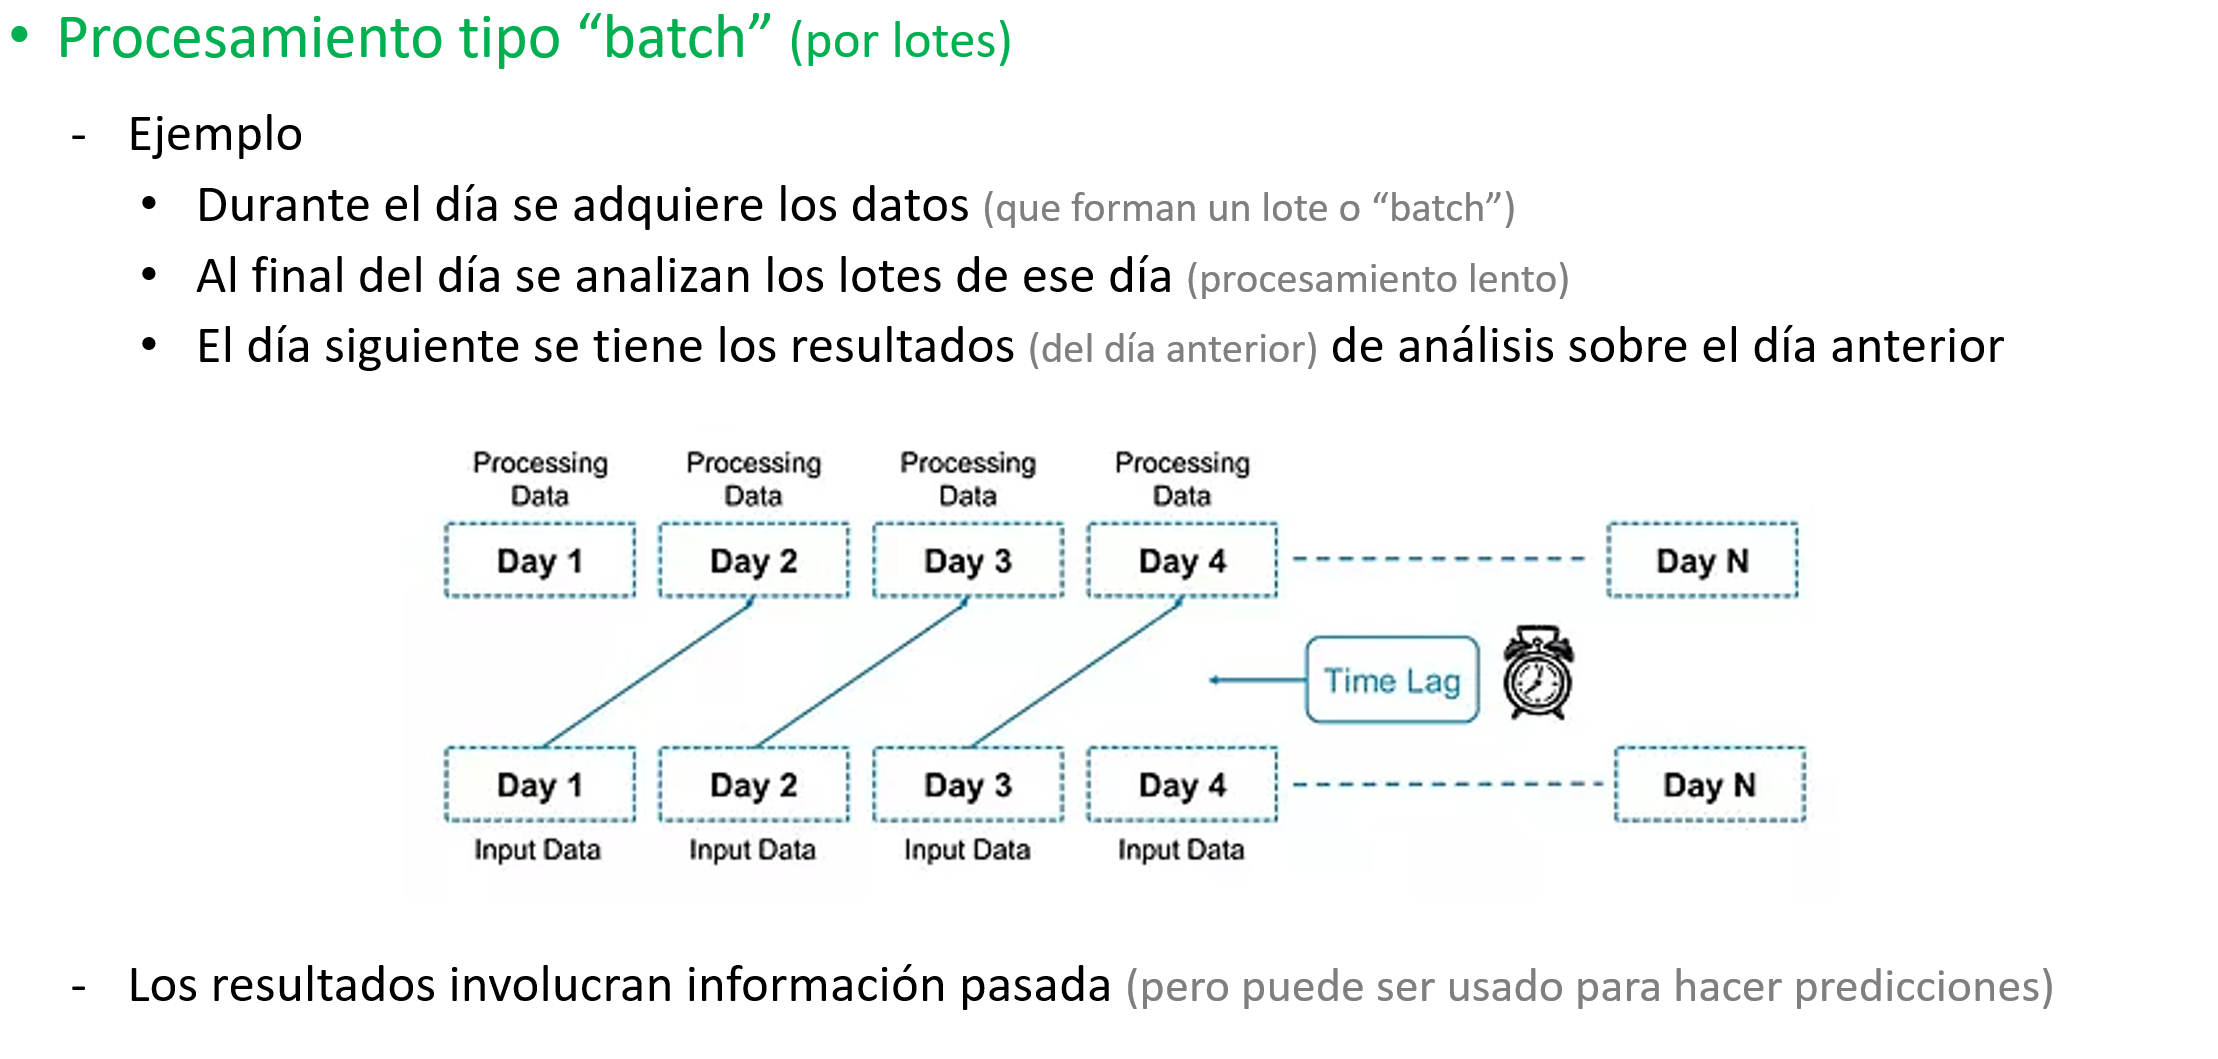 • Procesamiento tipo “batch” (por lotes)
- Ejemplo
• Durante el día se adquiere los datos (que forman un lote o “batch”)
• Al final del día se analizan los lotes de ese día (procesamiento lento)
• El día siguiente se tiene los resultados (del día anterior) de análisis sobre el día anterior
Processing Data
Processing Data
Processing Data
Processing Data
Day 1
Day 2
Day 3
Day 4
Day N
Time Lag
Day 1
Day 2
Day 3
Day 4
Day N
Input Data
Input Data
Input Data
Input Data
- Los resultados involucran información pasada (pero puede ser usado para hacer predicciones)